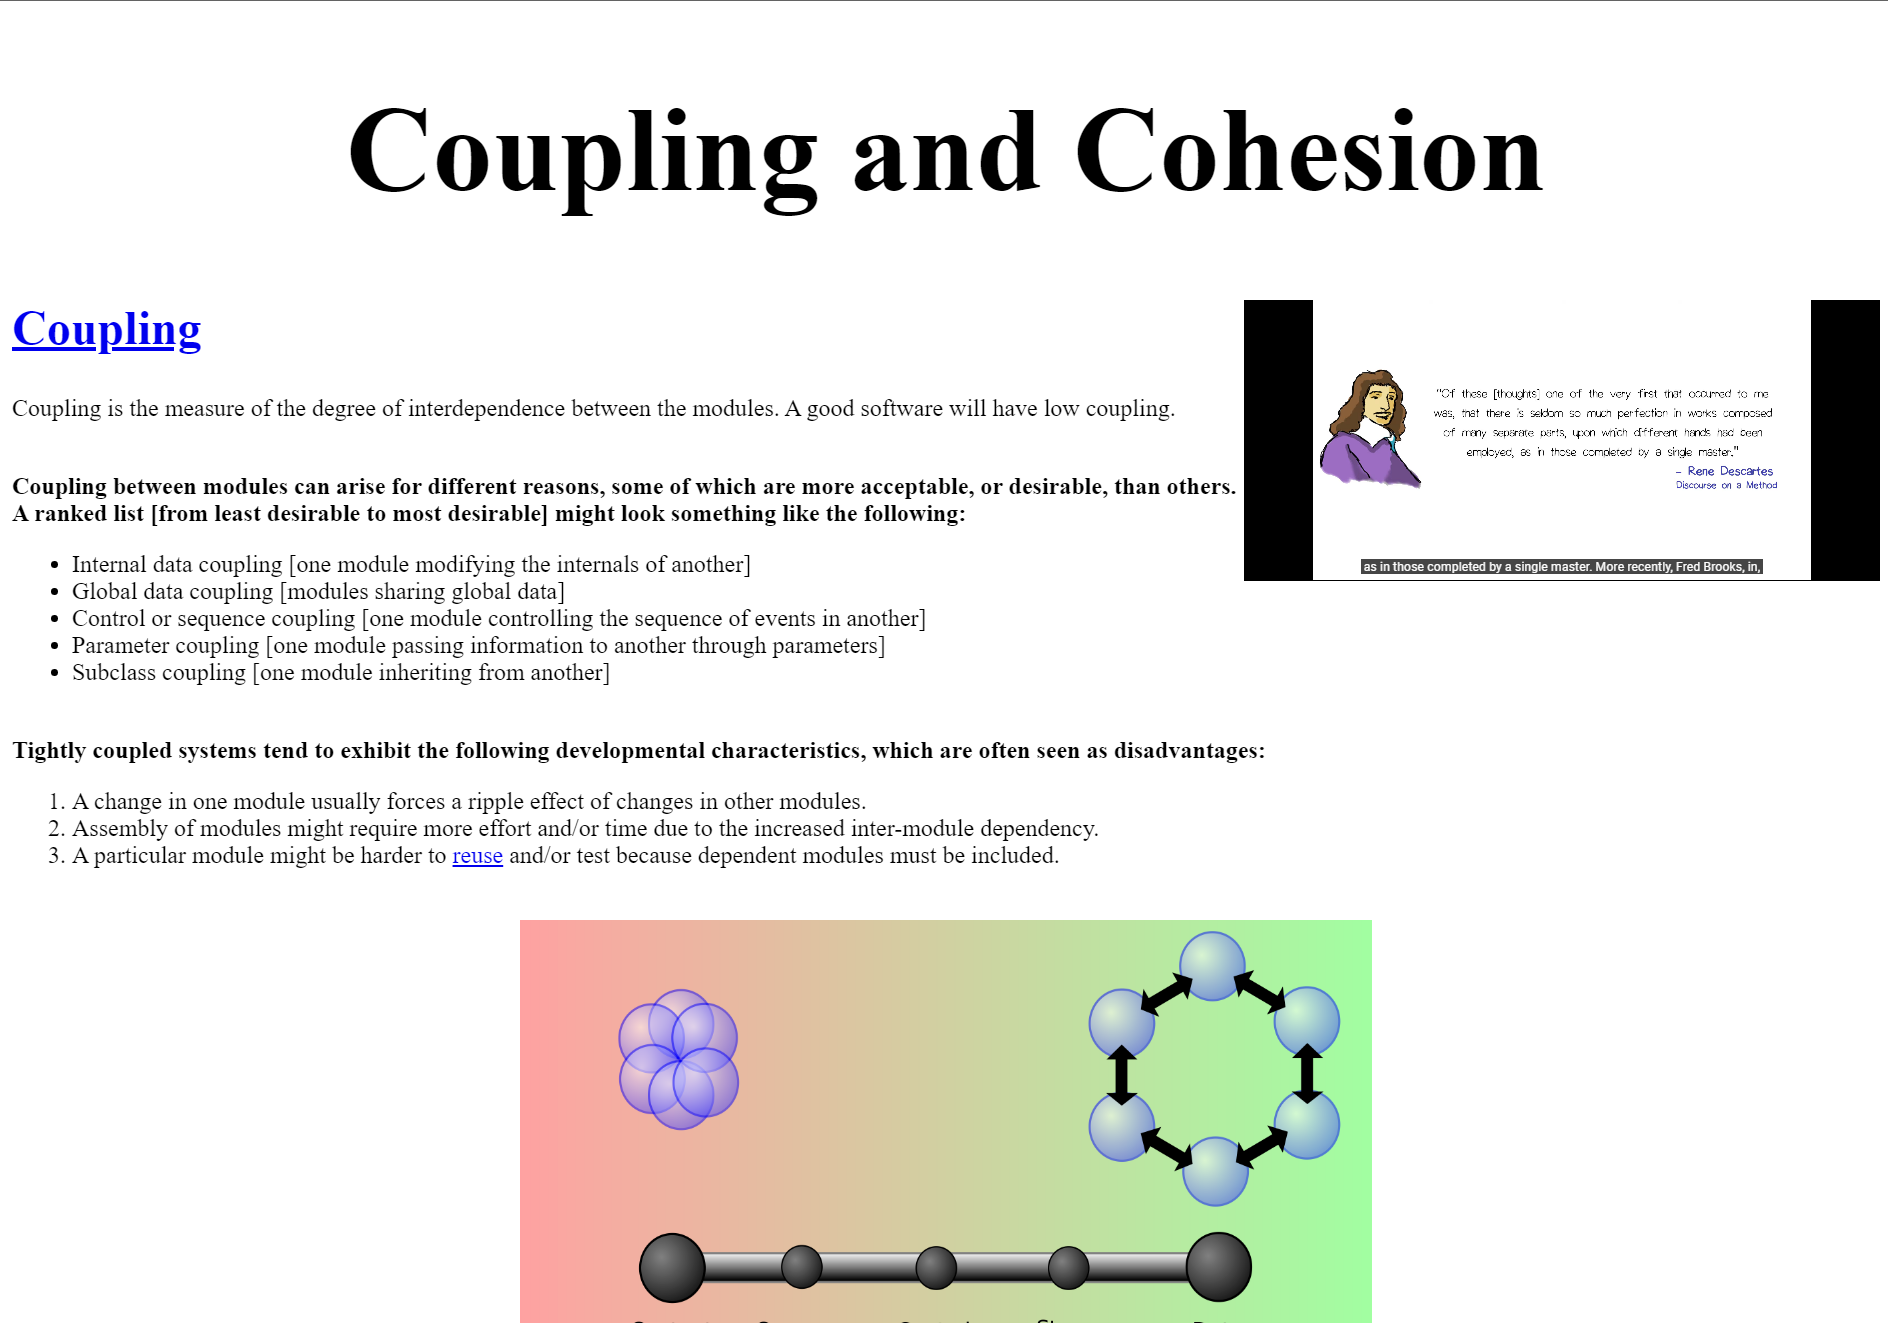 Coupling and Cohesion
Coupling
Coupling is the measure of the degree of interdependence between the modules. A good software will have low coupling.
Coupling between modules can arise for different reasons, some of which are more acceptable, or desirable, than others.
A ranked list [from least desirable to most desirable] might look something like the following:
Internal data coupling [one module modifying the internals of another]
Global data coupling [modules sharing global data]
Control or sequence coupling [one module controlling the sequence of events in another]
Parameter coupling [one module passing information to another through parameters]
Subclass coupling [one module inheriting from another]
"Of these [thoughts] one of the very first that occurred to me
was, that there is seldom so much perfection in works composed
of many separate parts, upon which different hands had been
employed, as in those completed by a single master."
- Rene Descartes
Discourse on a Method
as in those completed by a single master. More recently, Fred Brooks, in,
Tightly coupled systems tend to exhibit the following developmental characteristics, which are often seen as disadvantages:
1. A change in one module usually forces a ripple effect of changes in other modules.
2. Assembly of modules might require more effort and/or time due to the increased inter-module dependency.
3. A particular module might be harder to reuse and/or test because dependent modules must be included.